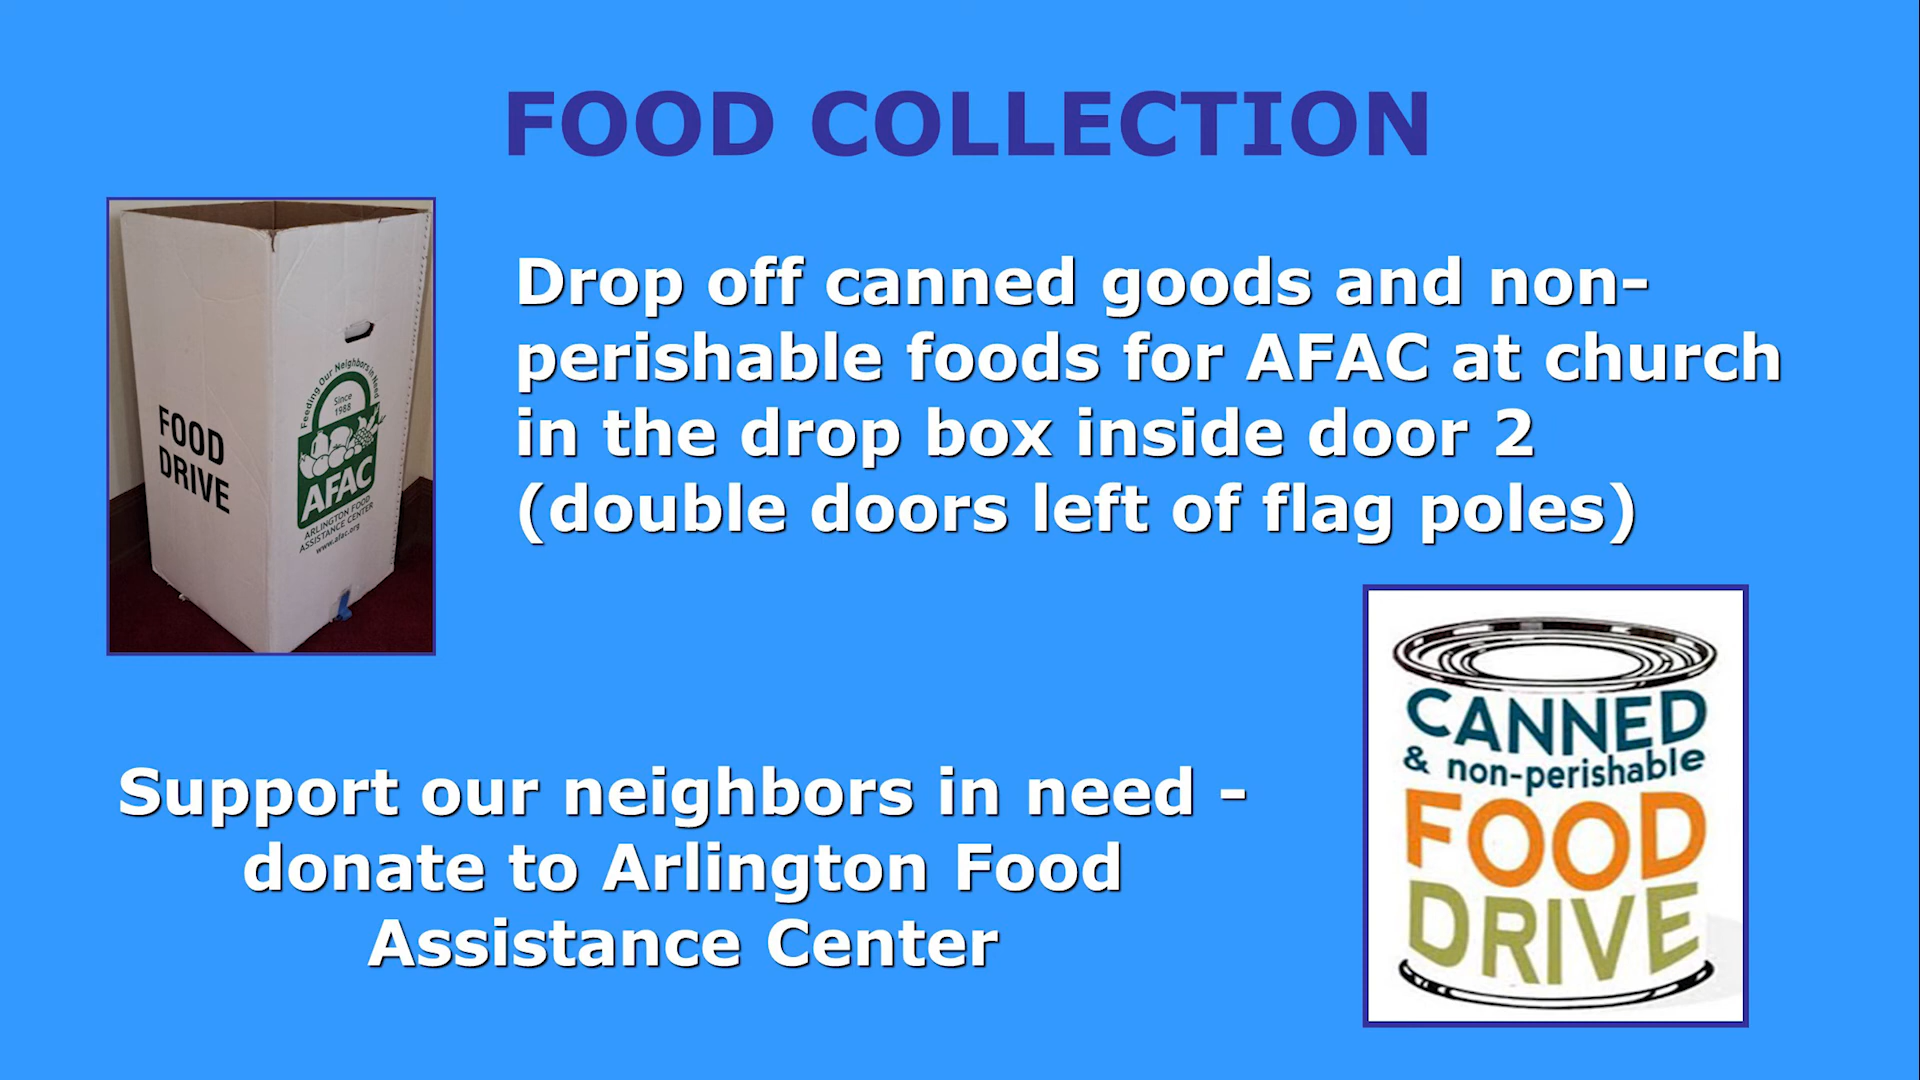 FOOD COLLECTION
Drop off canned goods and non-
perishable foods for AFAC at church
in the drop box inside door 2
(double doors left of flag poles)
FOOD
DRIVE
Feeding Our Neighbors in Need
Since
1988
AFAC
ARLINGTON FOOD
ASSISTANCE CENTER
www.afac.org
Support our neighbors in need -
donate to Arlington Food
Assistance Center
CANNED
& non-perishable
FOOD
DRIVE